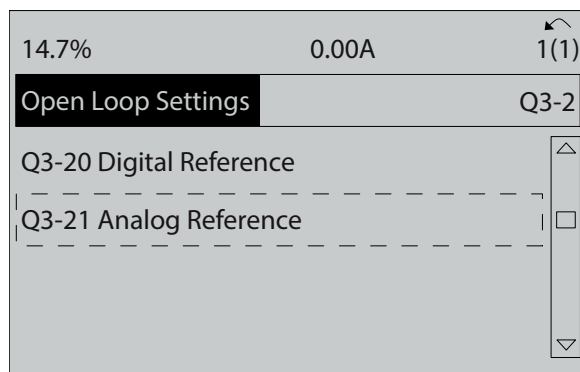 14.7% 0.00A 1(1)
Open Loop Settings Q3-2
Q3-20 Digital Reference
Q3-21 Analog Reference